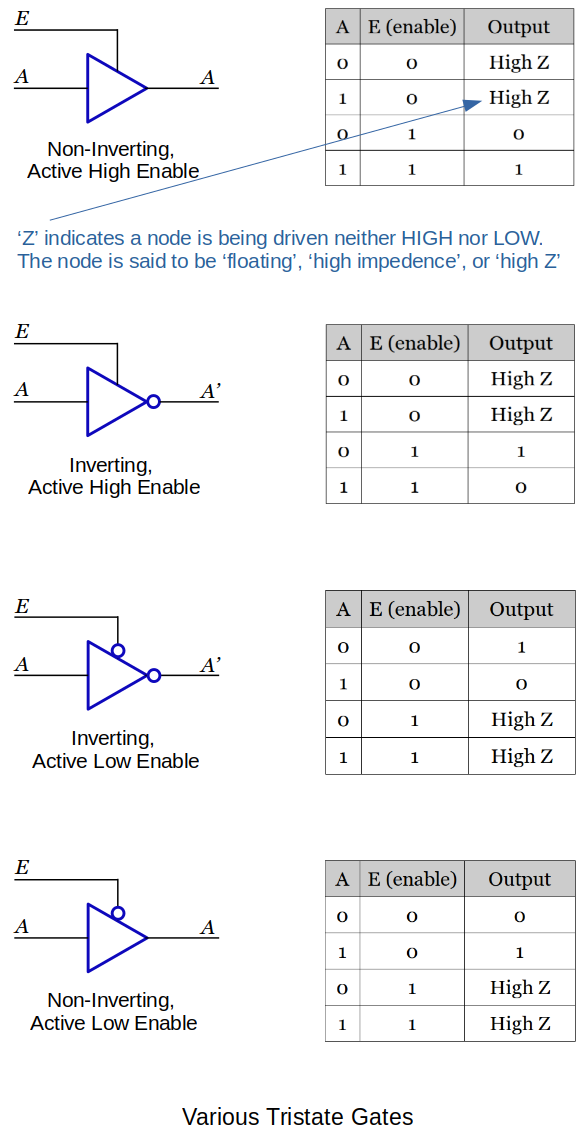 E
A
A
Non-Inverting,
Active High Enable
A E (enable) Output
0 0 High Z
1 0 High Z
0 1 0
1 1 1
‘Z’ indicates a node is being driven neither HIGH nor LOW.
The node is said to be ‘floating’, ‘high impedence’, or ‘high Z’
E
A
A’
Inverting,
Active High Enable
A E (enable) Output
0 0 High Z
1 0 High Z
0 1 1
1 1 0
E
A
A’
Inverting,
Active Low Enable
A E (enable) Output
0 0 1
1 0 0
0 1 High Z
1 1 High Z
E
A
A
Non-Inverting,
Active Low Enable
A E (enable) Output
0 0 0
1 0 1
0 1 High Z
1 1 High Z
Various Tristate Gates